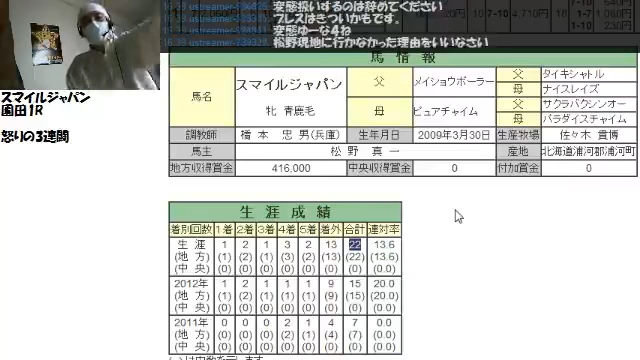 変態扱いするのは辞めてください
ブレスはきついかもです。
変態ゆーな4ね
松野現地に行かなかった理由をいいなさい
スマイルジャパン
園田1R
怒りの3連闘
馬情報
馬名 スマイルジャパン 牝 青鹿毛 父 メイショウボーラー 父 タイキシャトル
母 ナイスレイズ
母 ピュアチャイム 父 サクラバクシンオー
母 パラダイスチャイム
調教師 橋本 忠男(兵庫) 生年月日 2009年3月30日 生産牧場 佐々木 貴博
馬主 松野 真一 産地 北海道浦河郡浦河町
地方収得賞金 416,000 中央収得賞金 0 付加賞金 0
生涯成績
着別回数 1着 2着 3着 4着 5着 着外 合計 連対率
生涯 1 2 1 3 2 13 22 13.6
(地方) (1) (2) (1) (3) (2) (13) (22) (13.6)
(中央) (0) (0) (0) (0) (0) (0) (0) (0.0)
2012年 1 2 1 1 1 9 15 20.0
(地方) (1) (2) (1) (1) (1) (9) (15) (20.0)
(中央) (0) (0) (0) (0) (0) (0) (0) (0.0)
2011年 0 0 0 2 1 4 7 0.0
(地方) (0) (0) (0) (2) (1) (4) (7) (0.0)
(中央) (0) (0) (0) (0) (0) (0) (0) (0.0)